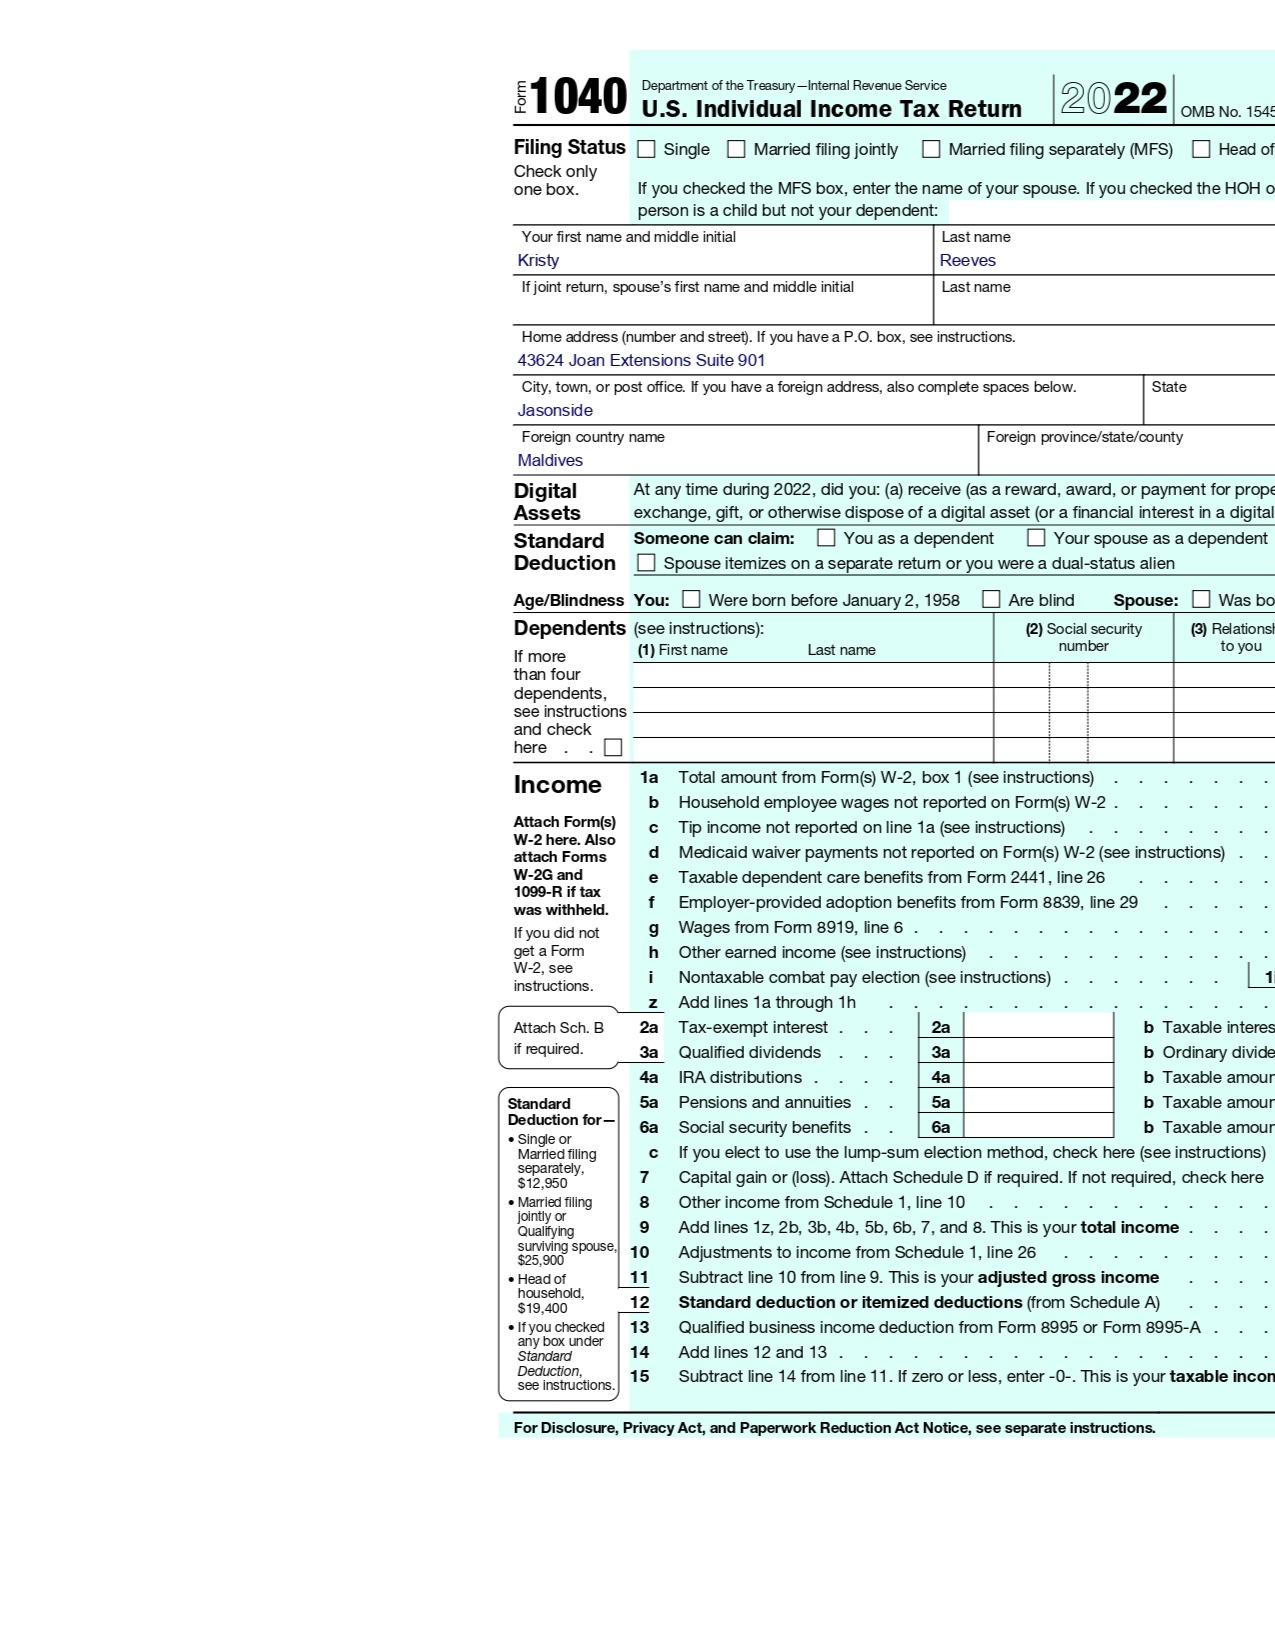 Form 1040 Department of the Treasury—Internal Revenue Service
U.S. Individual Income Tax Return 2022 OMB No. 1545
Filing Status Single Married filing jointly Married filing separately (MFS) Head of
Check only
one box.
If you checked the MFS box, enter the name of your spouse. If you checked the HOH o
person is a child but not your dependent:
Your first name and middle initial Last name
Kristy Reeves
If joint return, spouse's first name and middle initial Last name
Home address (number and street). If you have a P.O. box, see instructions.
43624 Joan Extensions Suite 901
City, town, or post office. If you have a foreign address, also complete spaces below. State
Jasonside
Foreign country name Foreign province/state/county
Maldives
Digital
Assets
At any time during 2022, did you: (a) receive (as a reward, award, or payment for prope
exchange, gift, or otherwise dispose of a digital asset (or a financial interest in a digital
Standard
Deduction
Someone can claim: You as a dependent Your spouse as a dependent
Spouse itemizes on a separate return or you were a dual-status alien
Age/Blindness You: Were born before January 2, 1958 Are blind Spouse: Was bo
Dependents (see instructions): (2) Social security number (3) Relationsh to you
(1) First name Last name
If more
than four
dependents,
see instructions
and check
here . .
Income
Attach Form(s)
W-2 here. Also
attach Forms
W-2G and
1099-R if tax
was withheld.
If you did not
get a Form
W-2, see
instructions.
1a Total amount from Form(s) W-2, box 1 (see instructions) . . . . . . .
b Household employee wages not reported on Form(s) W-2 . . . . . . .
c Tip income not reported on line 1a (see instructions) . . . . . . . .
d Medicaid waiver payments not reported on Form(s) W-2 (see instructions) . .
e Taxable dependent care benefits from Form 2441, line 26 . . . . . .
f Employer-provided adoption benefits from Form 8839, line 29 . . . . .
g Wages from Form 8919, line 6 . . . . . . . . . . . . . . .
h Other earned income (see instructions) . . . . . . . . . . . .
i Nontaxable combat pay election (see instructions) . . . . . . . 1i
z Add lines 1a through 1h . . . . . . . . . . . . . . . .
Attach Sch. B
if required.
2a Tax-exempt interest . . . 2a b Taxable interes
3a Qualified dividends . . . 3a b Ordinary divide
4a IRA distributions . . . . 4a b Taxable amour
5a Pensions and annuities . . 5a b Taxable amour
6a Social security benefits . . 6a b Taxable amour
c If you elect to use the lump-sum election method, check here (see instructions)
7 Capital gain or (loss). Attach Schedule D if required. If not required, check here
8 Other income from Schedule 1, line 10 . . . . . . . . . . . .
9 Add lines 1z, 2b, 3b, 4b, 5b, 6b, 7, and 8. This is your total income . . . .
10 Adjustments to income from Schedule 1, line 26 . . . . . . . . .
11 Subtract line 10 from line 9. This is your adjusted gross income . . . .
12 Standard deduction or itemized deductions (from Schedule A) . . . .
13 Qualified business income deduction from Form 8995 or Form 8995-A . . .
14 Add lines 12 and 13 . . . . . . . . . . . . . . . . . .
15 Subtract line 14 from line 11. If zero or less, enter -0-. This is your taxable incon
Standard
Deduction for—
• Single or
Married filing
separately,
$12,950
• Married filing
jointly or
Qualifying
surviving spouse,
$25,900
• Head of
household,
$19,400
• If you checked
any box under
Standard
Deduction,
see instructions.
For Disclosure, Privacy Act, and Paperwork Reduction Act Notice, see separate instructions.